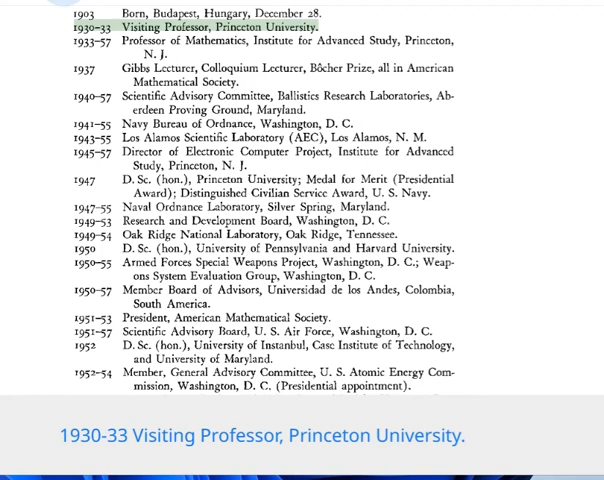 1903 Born, Budapest, Hungary, December 28.
1930-33 Visiting Professor, Princeton University.
1933-57 Professor of Mathematics, Institute for Advanced Study, Princeton,
N. J.
1937 Gibbs Lecturer, Colloquium Lecturer, Bôcher Prize, all in American
Mathematical Society.
1940-57 Scientific Advisory Committee, Ballistics Research Laboratories, Ab-
erdeen Proving Ground, Maryland.
1941-55 Navy Bureau of Ordnance, Washington, D. C.
1943-55 Los Alamos Scientific Laboratory (AEC), Los Alamos, N. M.
1945-57 Director of Electronic Computer Project, Institute for Advanced
Study, Princeton, N. J.
1947 D. Sc. (hon.), Princeton University; Medal for Merit (Presidential
Award); Distinguished Civilian Service Award, U. S. Navy.
1947-55 Naval Ordnance Laboratory, Silver Spring, Maryland.
1949-53 Research and Development Board, Washington, D. C.
1949-54 Oak Ridge National Laboratory, Oak Ridge, Tennessee.
1950 D. Sc. (hon.), University of Pennsylvania and Harvard University.
1950-55 Armed Forces Special Weapons Project, Washington, D. C.; Weap-
ons System Evaluation Group, Washington, D. C.
1950-57 Member Board of Advisors, Universidad de los Andes, Colombia,
South America.
1951-53 President, American Mathematical Society.
1951-57 Scientific Advisory Board, U. S. Air Force, Washington, D. C.
1952 D. Sc. (hon.), University of Instanbul, Case Institute of Technology,
and University of Maryland.
1952-54 Member, General Advisory Committee, U. S. Atomic Energy Com-
mission, Washington, D. C. (Presidential appointment).
1930-33 Visiting Professor, Princeton University.